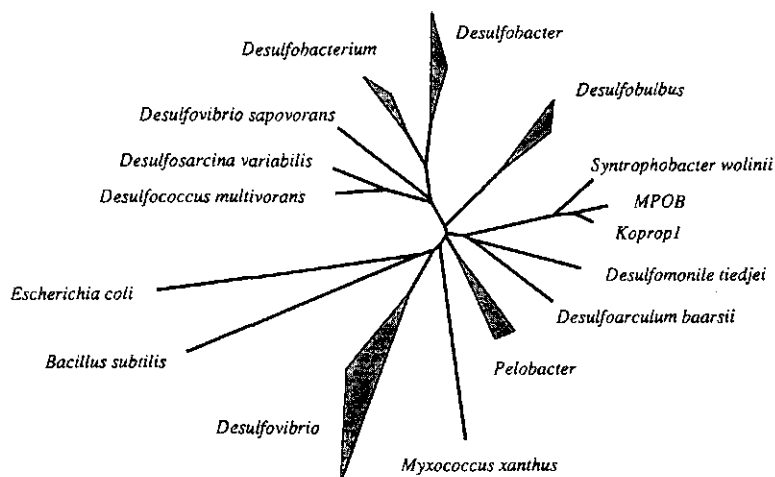 Desulfobacter
Desulfobacterium
Desulfobulbus
Desulfovibrio sapovorans
Desulfosarcina variabilis
Syntrophobacter wolinii
Desulfococcus multivorans
MPOB
Koprop1
Desulfomonile tiedjei
Escherichia coli
Desulfoarculum baarsii
Bacillus subtilis
Pelobacter
Desulfovibrio
Myxococcus xanthus